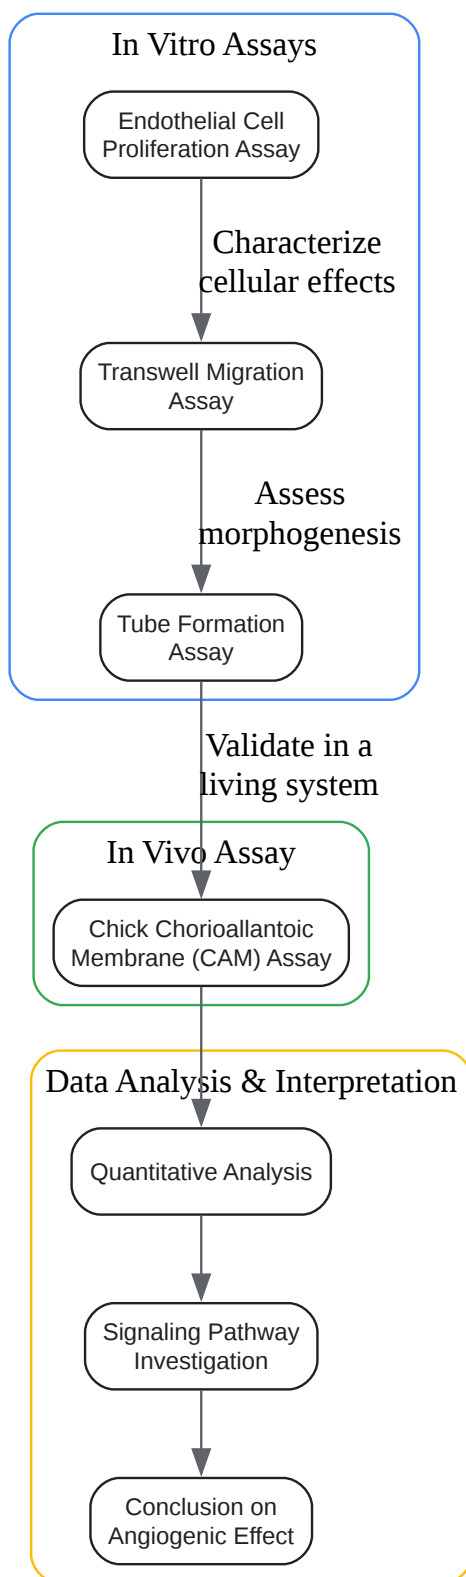 In Vitro Assays
Endothelial Cell
Proliferation Assay
Characterize
cellular effects
Transwell Migration
Assay
Assess
morphogenesis
Tube Formation
Assay
Validate in a
living system
In Vivo Assay
Chick Chorioallantoic
Membrane (CAM) Assay
Data Analysis & Interpretation
Quantitative Analysis
Signaling Pathway
Investigation
Conclusion on
Angiogenic Effect